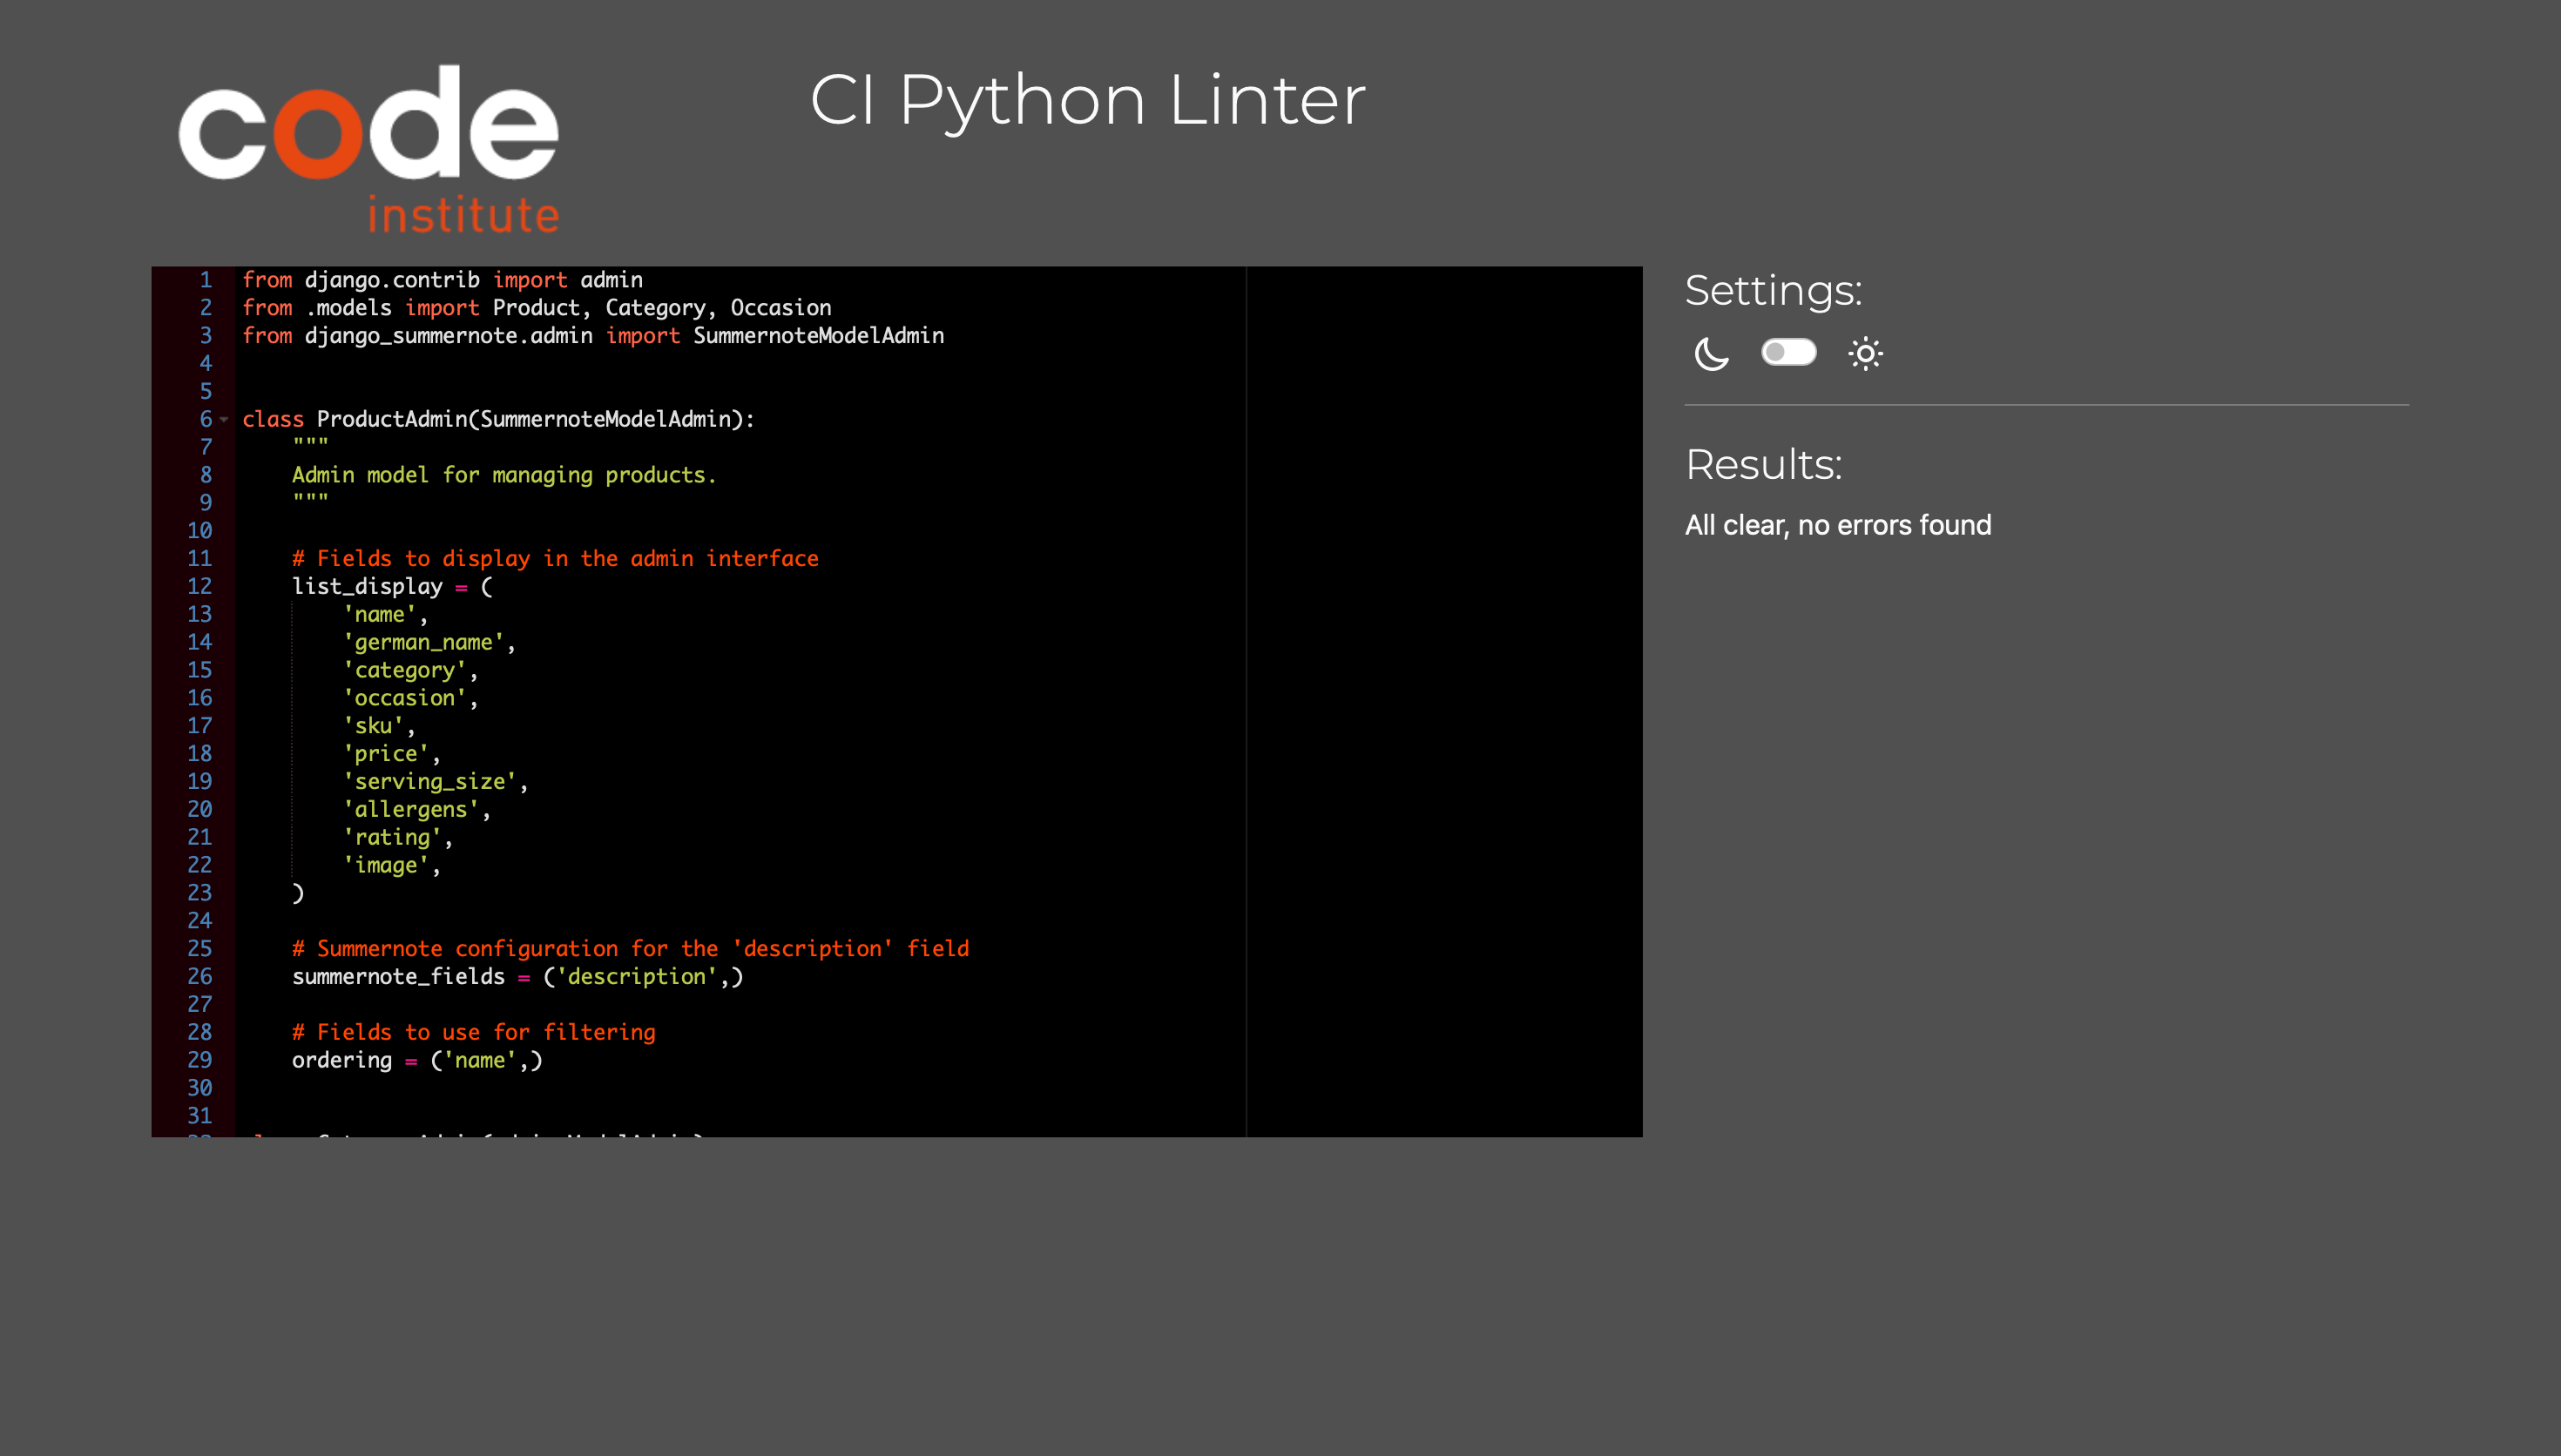 code
institute
CI Python Linter
1 from django.contrib import admin
2 from .models import Product, Category, Occasion
3 from django_summernote.admin import SummernoteModelAdmin
4
5
6 class ProductAdmin(SummernoteModelAdmin):
7     """
8     Admin model for managing products.
9     """
10
11     # Fields to display in the admin interface
12     list_display = (
13         'name',
14         'german_name',
15         'category',
16         'occasion',
17         'sku',
18         'price',
19         'serving_size',
20         'allergens',
21         'rating',
22         'image',
23     )
24
25     # Summernote configuration for the 'description' field
26     summernote_fields = ('description',)
27
28     # Fields to use for filtering
29     ordering = ('name',)
30
31
Settings:
Results:
All clear, no errors found